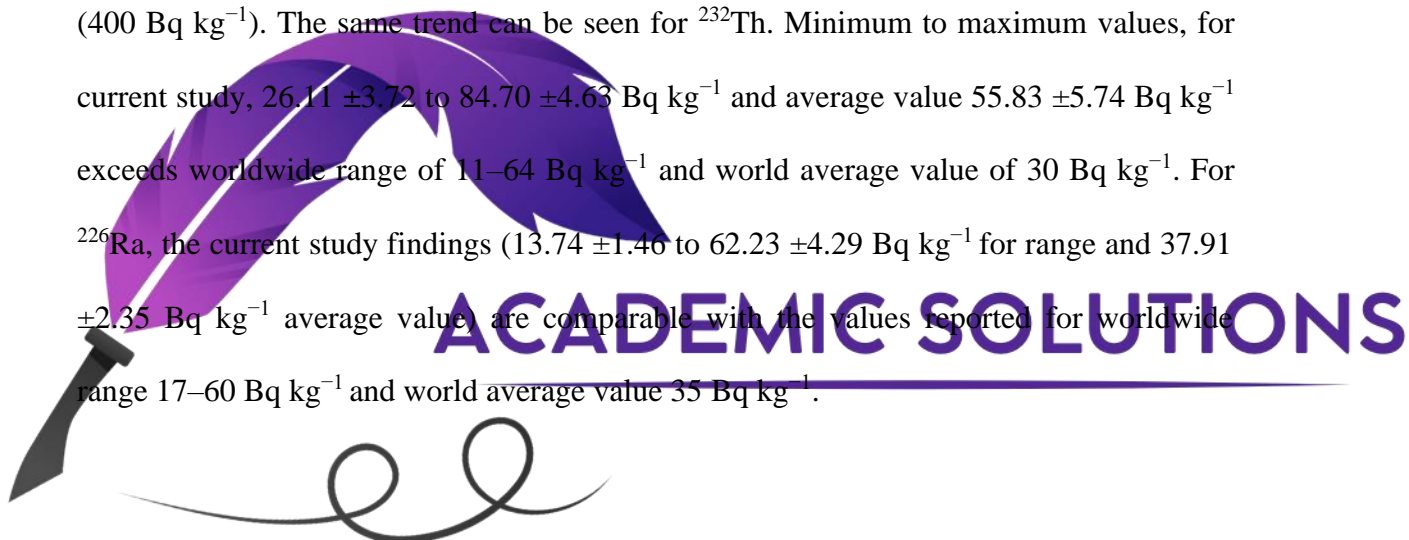 (400 Bq kg⁻¹). The same trend can be seen for ²³²Th. Minimum to maximum values, for
current study, 26.11 ±3.72 to 84.70 ±4.63 Bq kg⁻¹ and average value 55.83 ±5.74 Bq kg⁻¹
exceeds worldwide range of 11–64 Bq kg⁻¹ and world average value of 30 Bq kg⁻¹. For
²²⁶Ra, the current study findings (13.74 ±1.46 to 62.23 ±4.29 Bq kg⁻¹ for range and 37.91
±2.35 Bq kg⁻¹ average value) are comparable with the values reported for worldwide
ACADEMIC SOLUTIONS
range 17–60 Bq kg⁻¹ and world average value 35 Bq kg⁻¹.